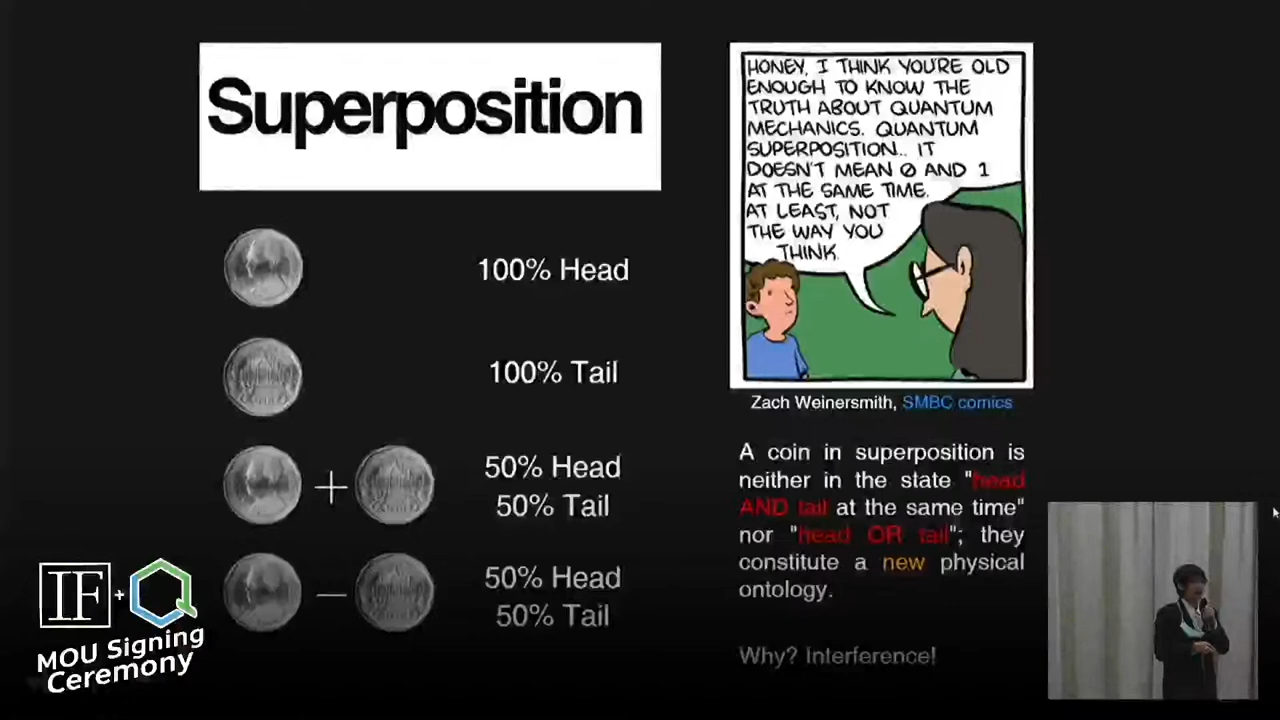 Superposition
100% Head
100% Tail
+
50% Head
50% Tail
−
50% Head
50% Tail
HONEY, I THINK YOU'RE OLD
ENOUGH TO KNOW THE
TRUTH ABOUT QUANTUM
MECHANICS. QUANTUM
SUPERPOSITION.. IT
DOESN'T MEAN 0 AND 1
AT THE SAME TIME.
AT LEAST, NOT
THE WAY YOU
THINK.
Zach Weinersmith, SMBC comics
A coin in superposition is
neither in the state "head
AND tail at the same time"
nor "head OR tail"; they
constitute a new physical
ontology.
Why? Interference!
IF + Q
MOU Signing
Ceremony